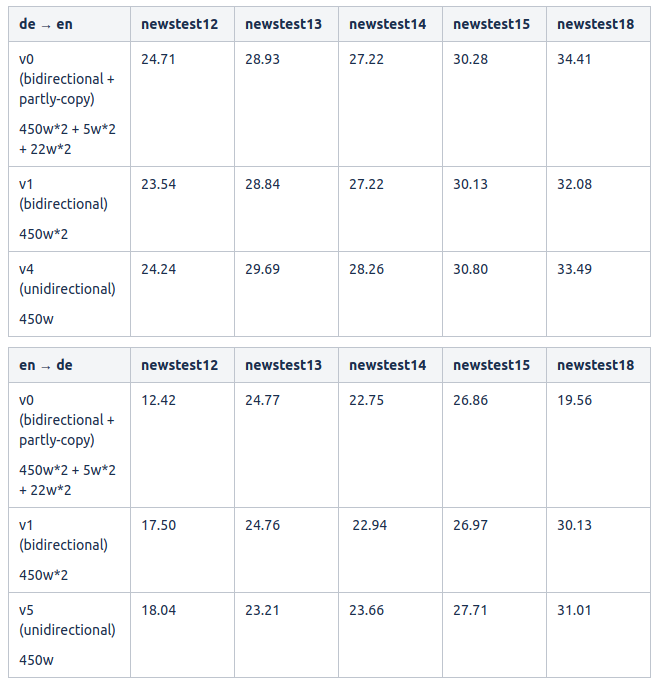 de → en newstest12 newstest13 newstest14 newstest15 newstest18
v0 24.71 28.93 27.22 30.28 34.41
(bidirectional +
partly-copy)
450w*2 + 5w*2
+ 22w*2
v1 23.54 28.84 27.22 30.13 32.08
(bidirectional)
450w*2
v4 24.24 29.69 28.26 30.80 33.49
(unidirectional)
450w
en → de newstest12 newstest13 newstest14 newstest15 newstest18
v0 12.42 24.77 22.75 26.86 19.56
(bidirectional +
partly-copy)
450w*2 + 5w*2
+ 22w*2
v1 17.50 24.76 22.94 26.97 30.13
(bidirectional)
450w*2
v5 18.04 23.21 23.66 27.71 31.01
(unidirectional)
450w